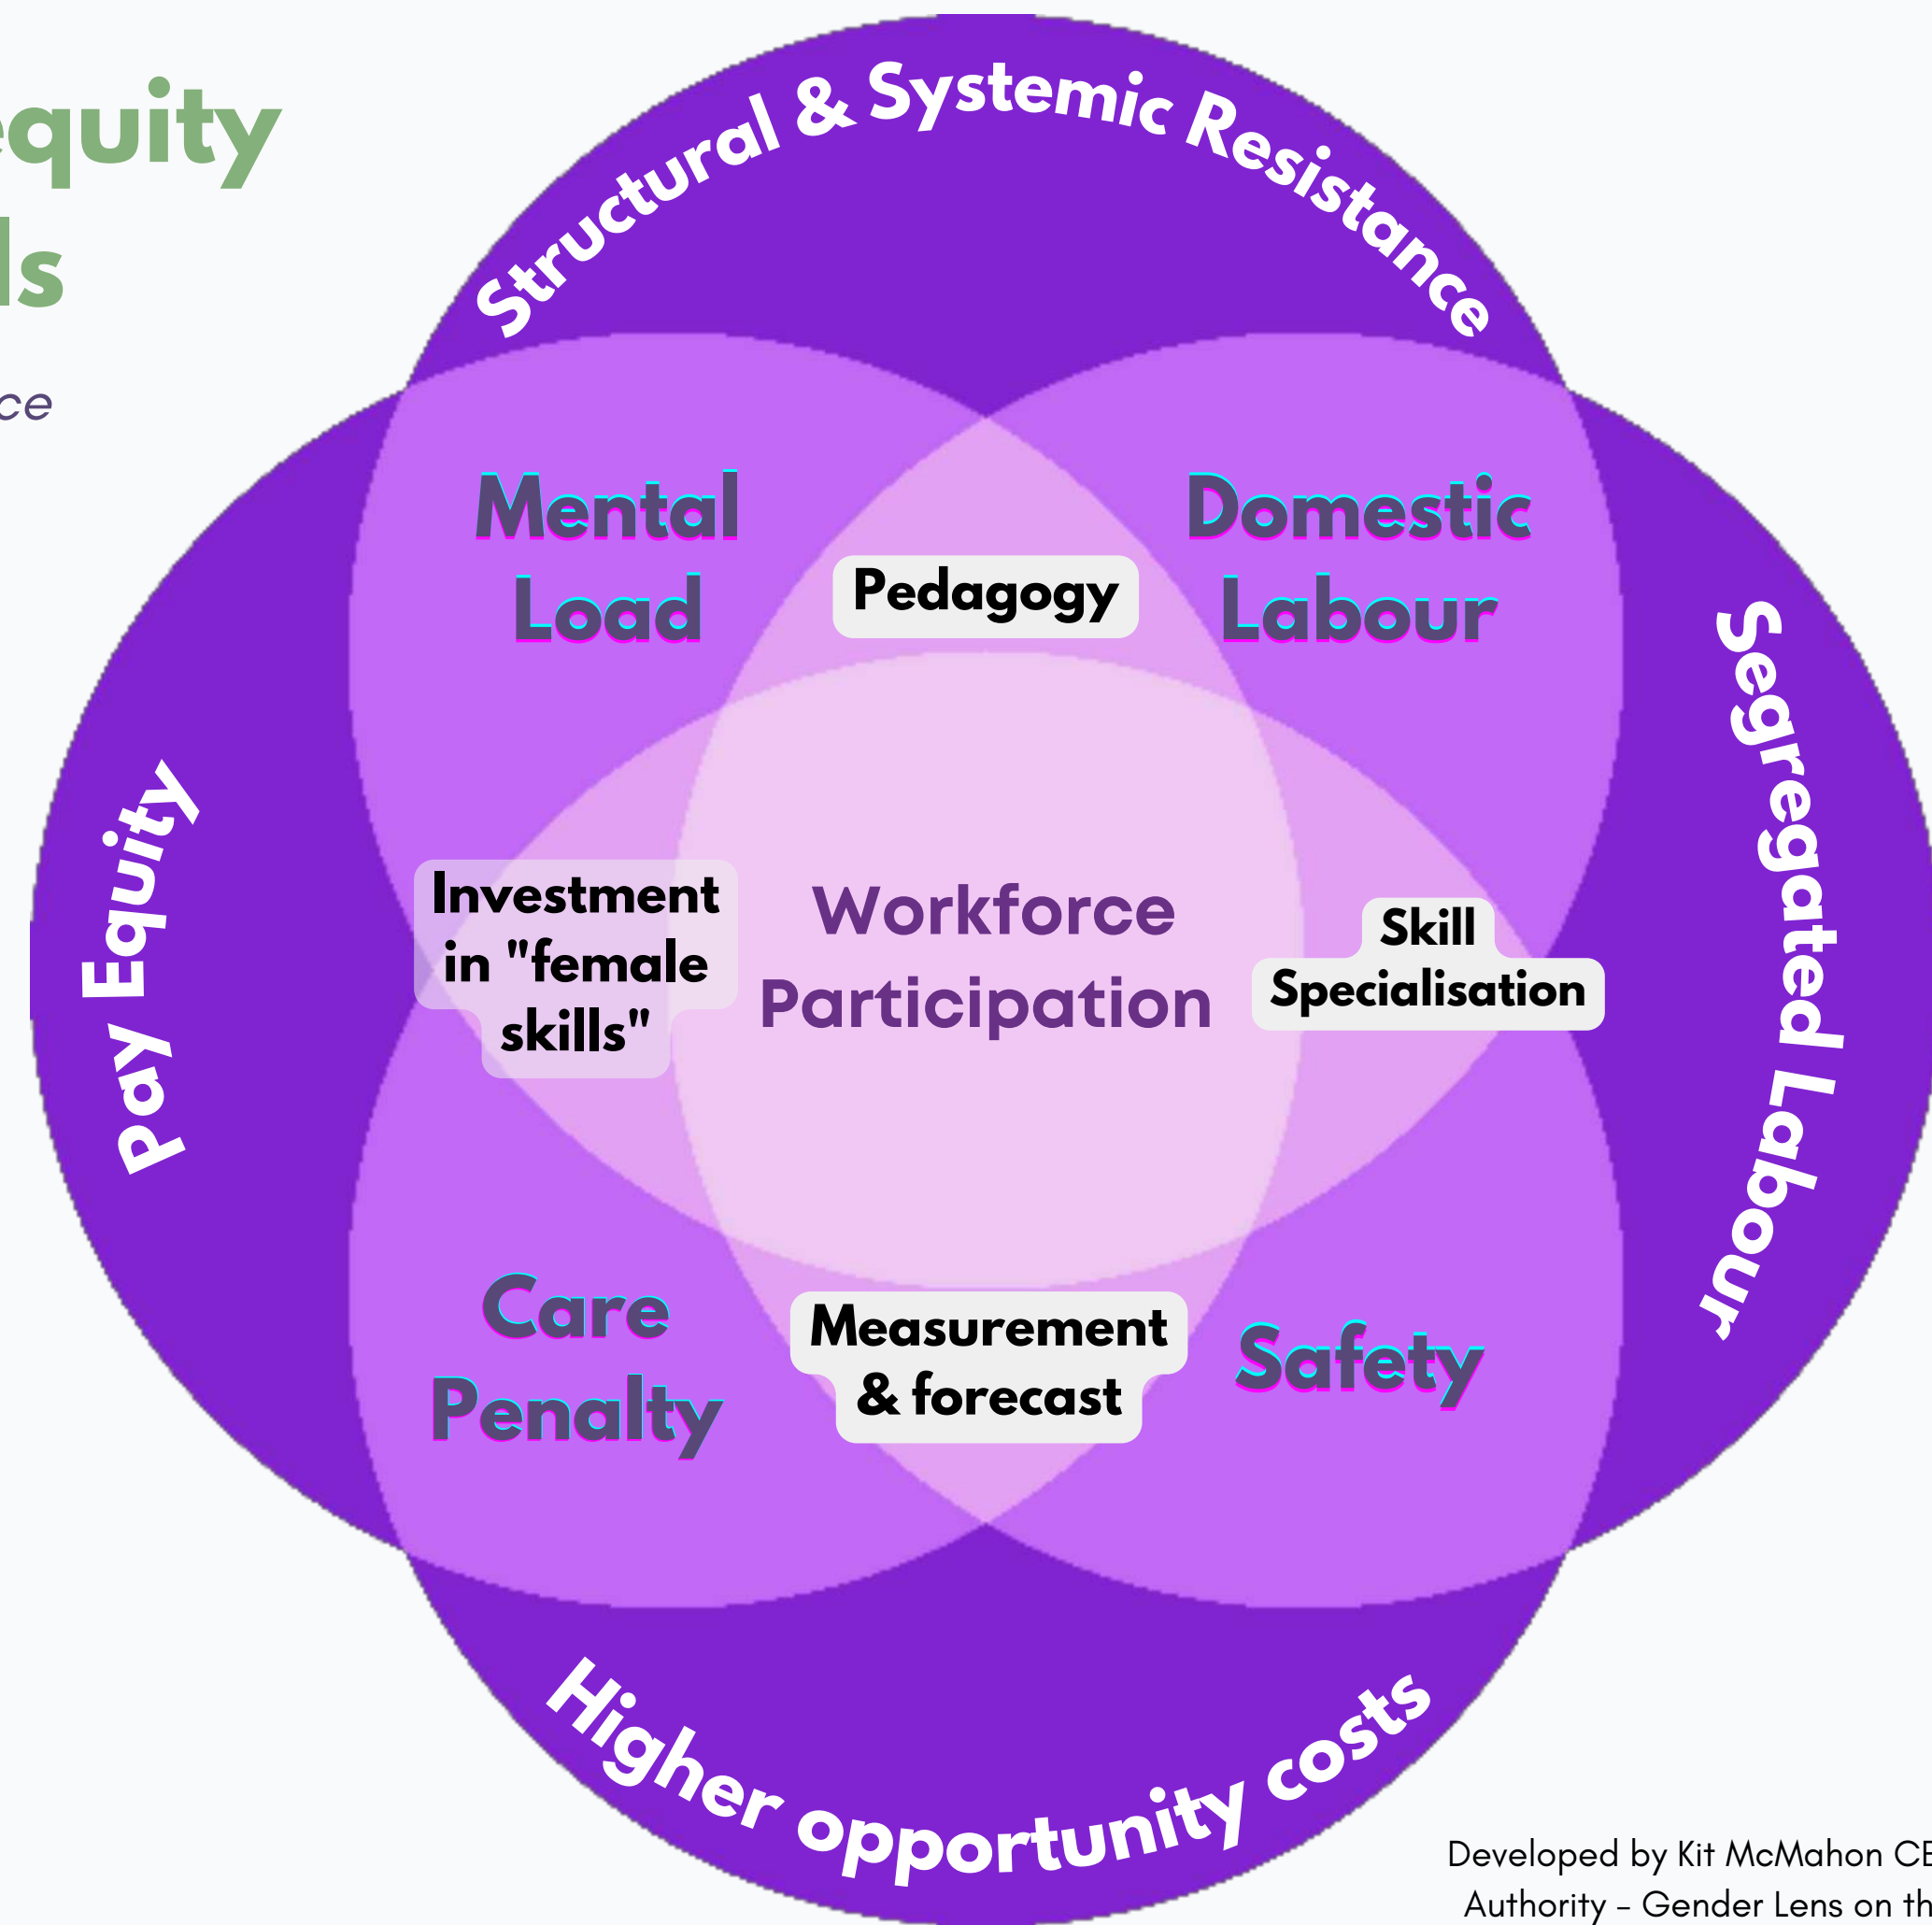 equity
ls
ce
Structural & Systemic Resistance
Mental
Load
Domestic
Labour
Pedagogy
Segregated Labour
Pay Equity
Investment
in "female
skills"
Workforce
Participation
Skill
Specialisation
Care
Penalty
Measurement
& forecast
Safety
Higher opportunity costs
Developed by Kit McMahon CE
Authority - Gender Lens on th